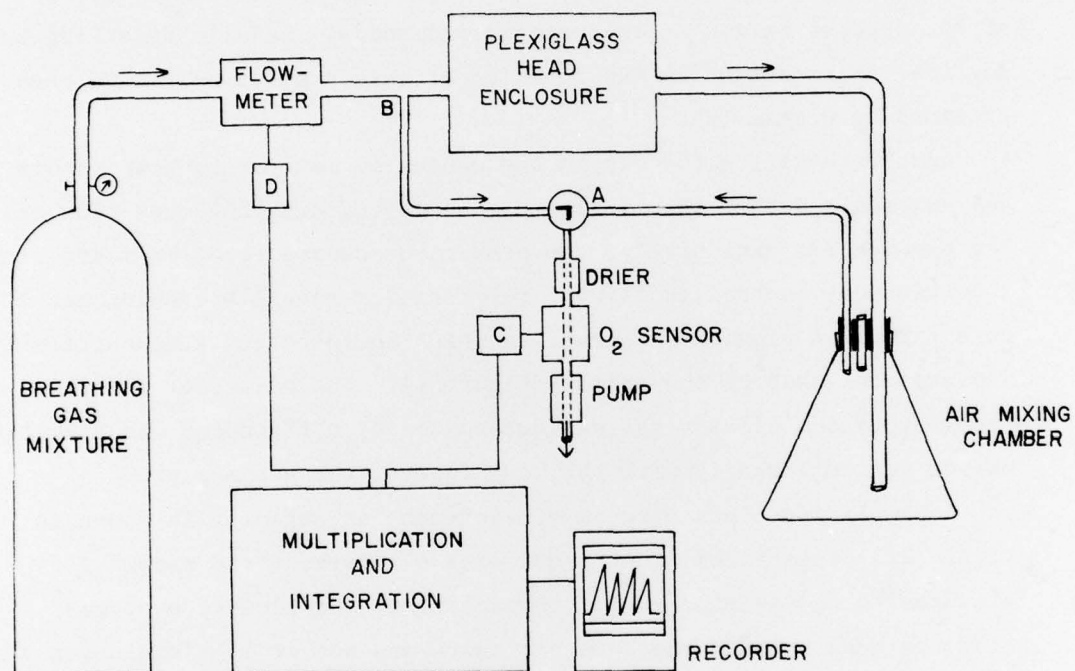 FLOW-
METER
PLEXIGLASS
HEAD
ENCLOSURE
B
D
A
DRIER
C
O₂ SENSOR
PUMP
BREATHING
GAS
MIXTURE
AIR MIXING
CHAMBER
MULTIPLICATION
AND
INTEGRATION
RECORDER